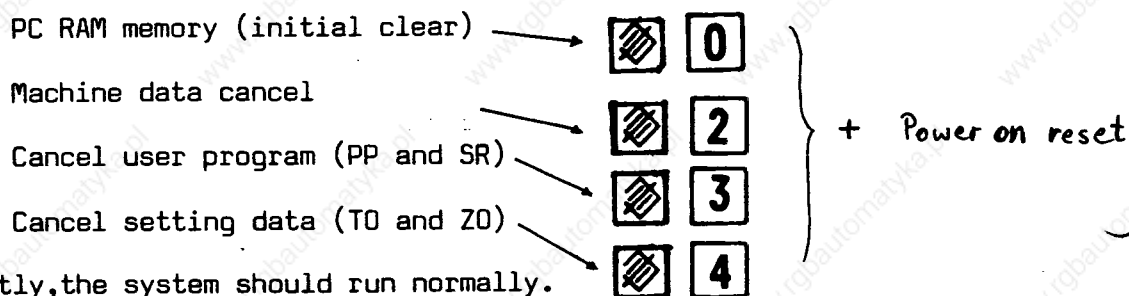 PC RAM memory (initial clear) 0
Machine data cancel 2
+ Power on reset
Cancel user program (PP and SR) 3
Cancel setting data (TO and ZO) 4
tly,the system should run normally.